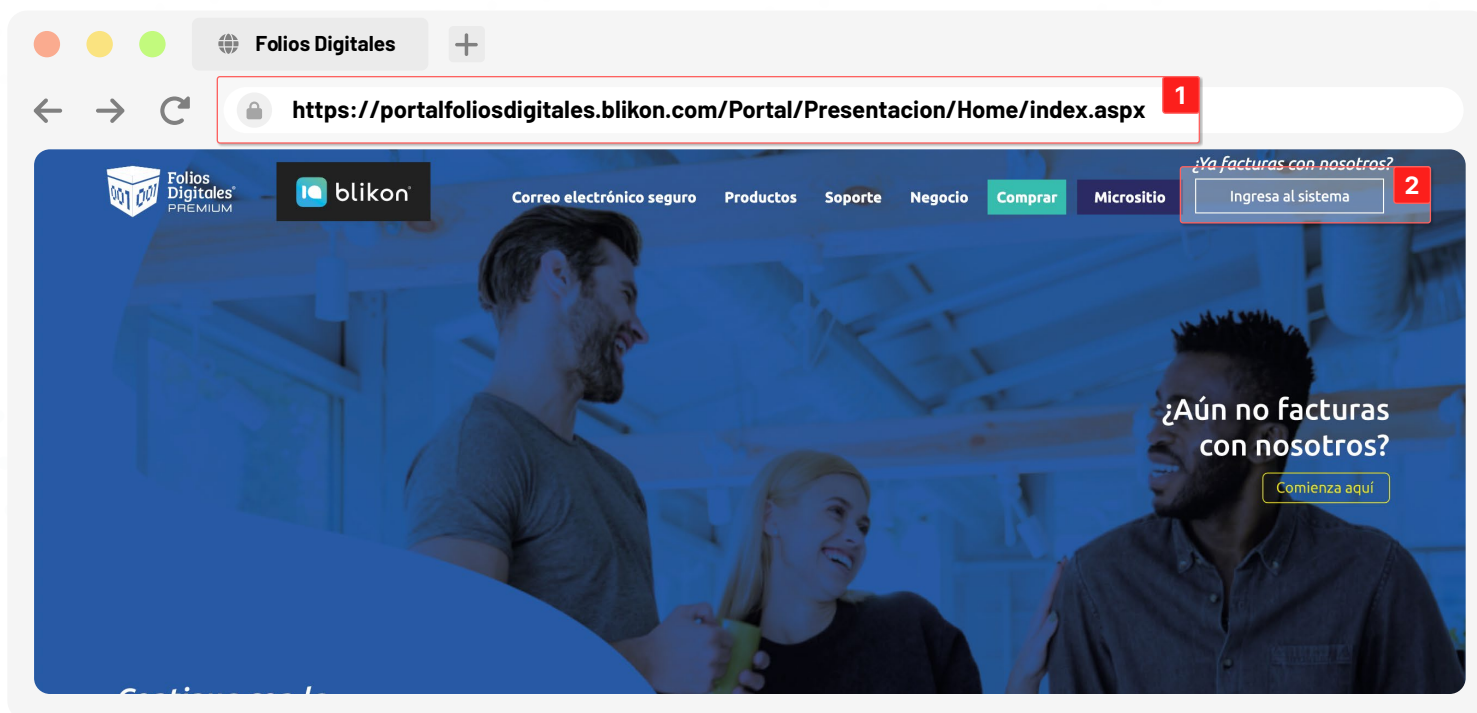 Folios Digitales
https://portalfoliosdigitales.blikon.com/Portal/Presentacion/Home/index.aspx
1
¿Ya facturas con nosotros?
Folios
Digitales®
PREMIUM
blikon
Correo electrónico seguro Productos Soporte Negocio Comprar Micrositio Ingresa al sistema
2
¿Aún no facturas
con nosotros?
Comienza aquí